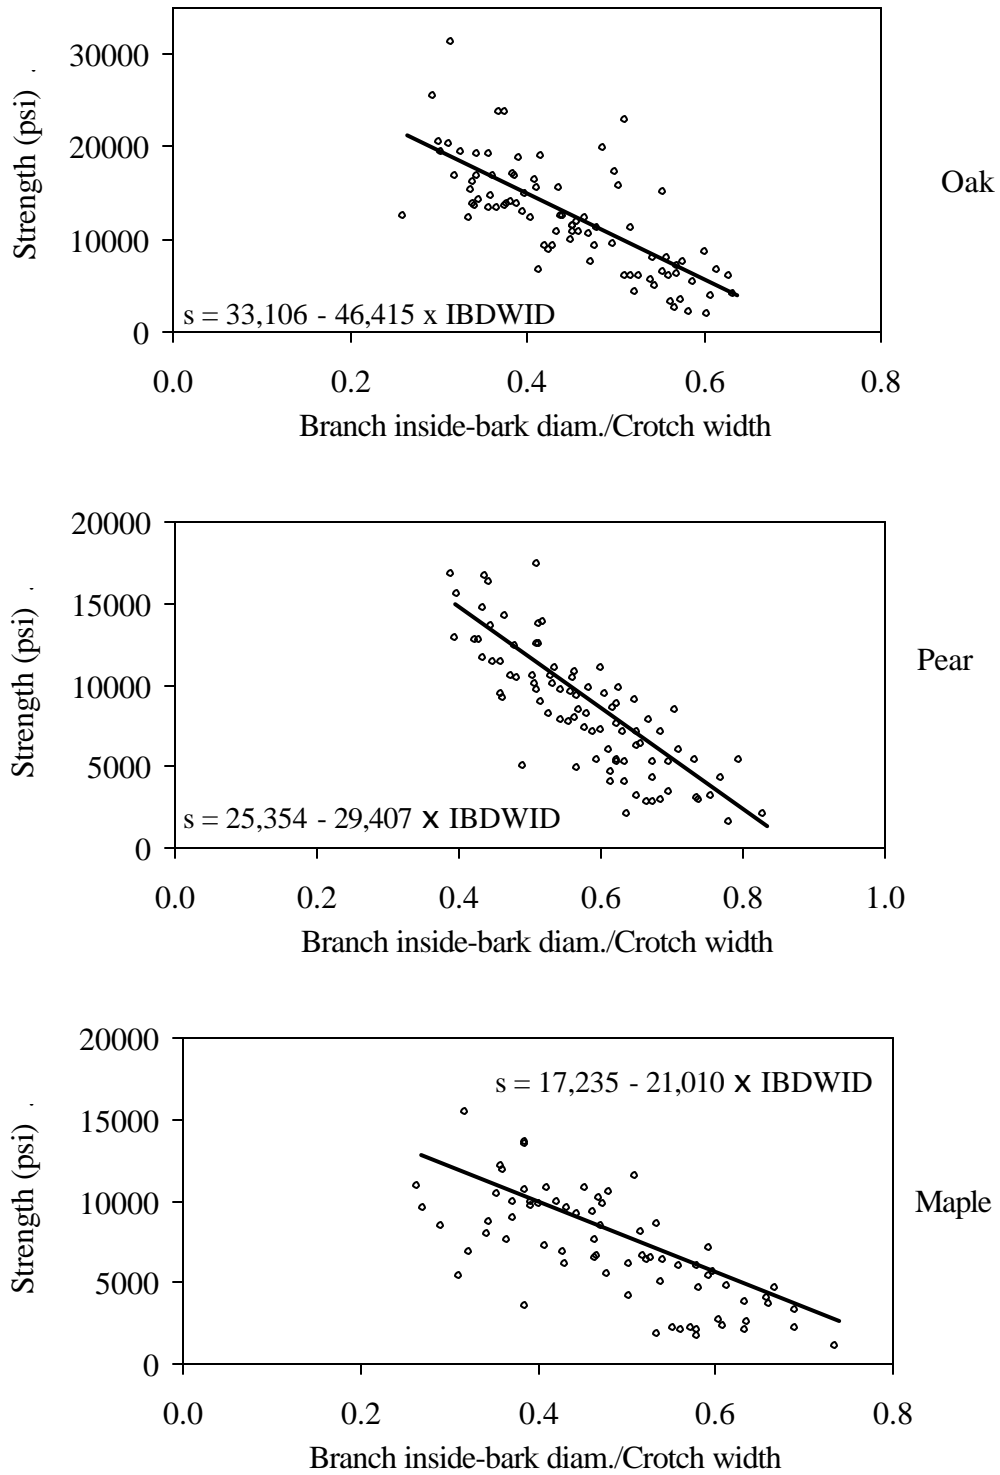 30000
20000
10000
0
Strength (psi) .
s = 33,106 - 46,415 x IBDWID
0.0 0.2 0.4 0.6 0.8
Branch inside-bark diam./Crotch width
Oak
20000
15000
10000
5000
0
Strength (psi) .
s = 25,354 - 29,407 x IBDWID
0.0 0.2 0.4 0.6 0.8 1.0
Branch inside-bark diam./Crotch width
Pear
20000
15000
10000
5000
0
Strength (psi) .
s = 17,235 - 21,010 x IBDWID
0.0 0.2 0.4 0.6 0.8
Branch inside-bark diam./Crotch width
Maple